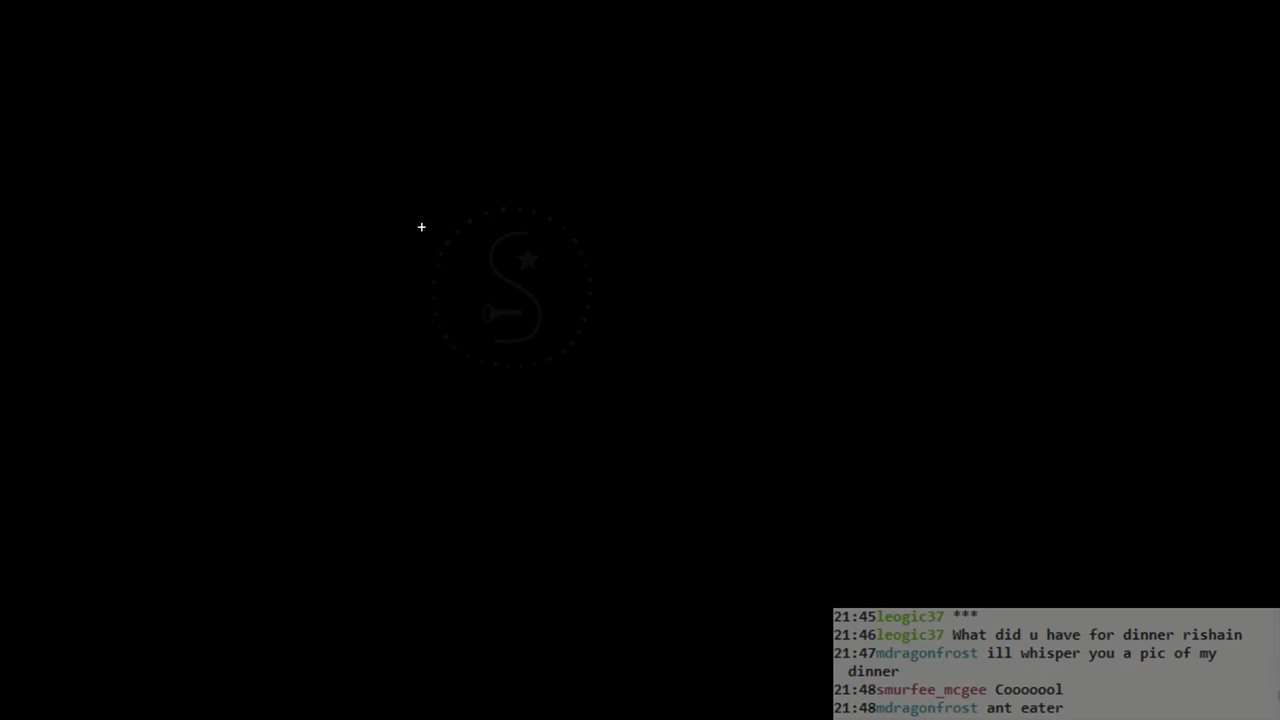 21:45leogic37 ***
21:46leogic37 What did u have for dinner rishain
21:47mdragonfrost ill whisper you a pic of my
dinner
21:48smurfee_mcgee Cooooool
21:48mdragonfrost ant eater